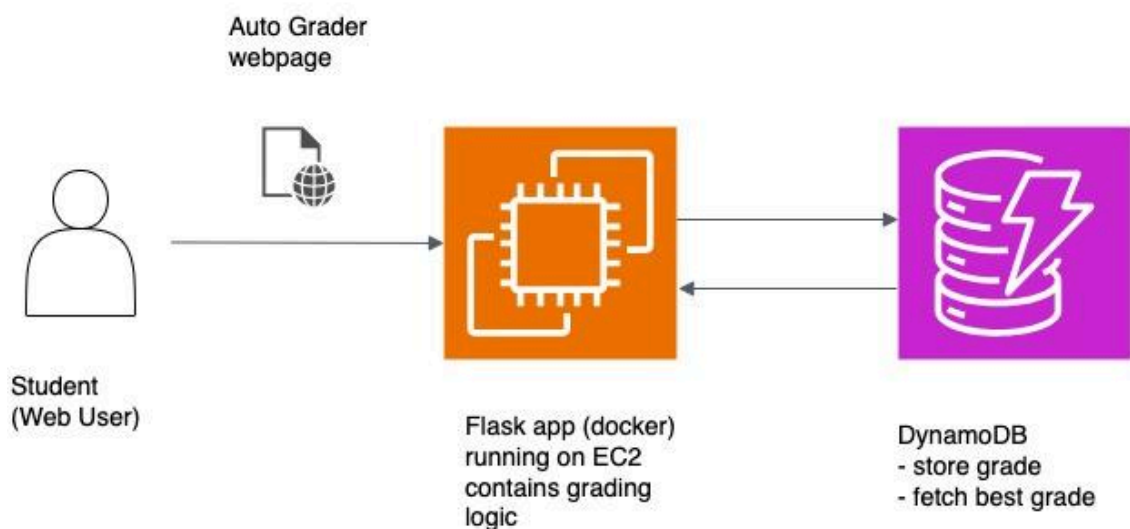 Auto Grader
webpage
Student
(Web User)
Flask app (docker)
running on EC2
contains grading
logic
DynamoDB
- store grade
- fetch best grade